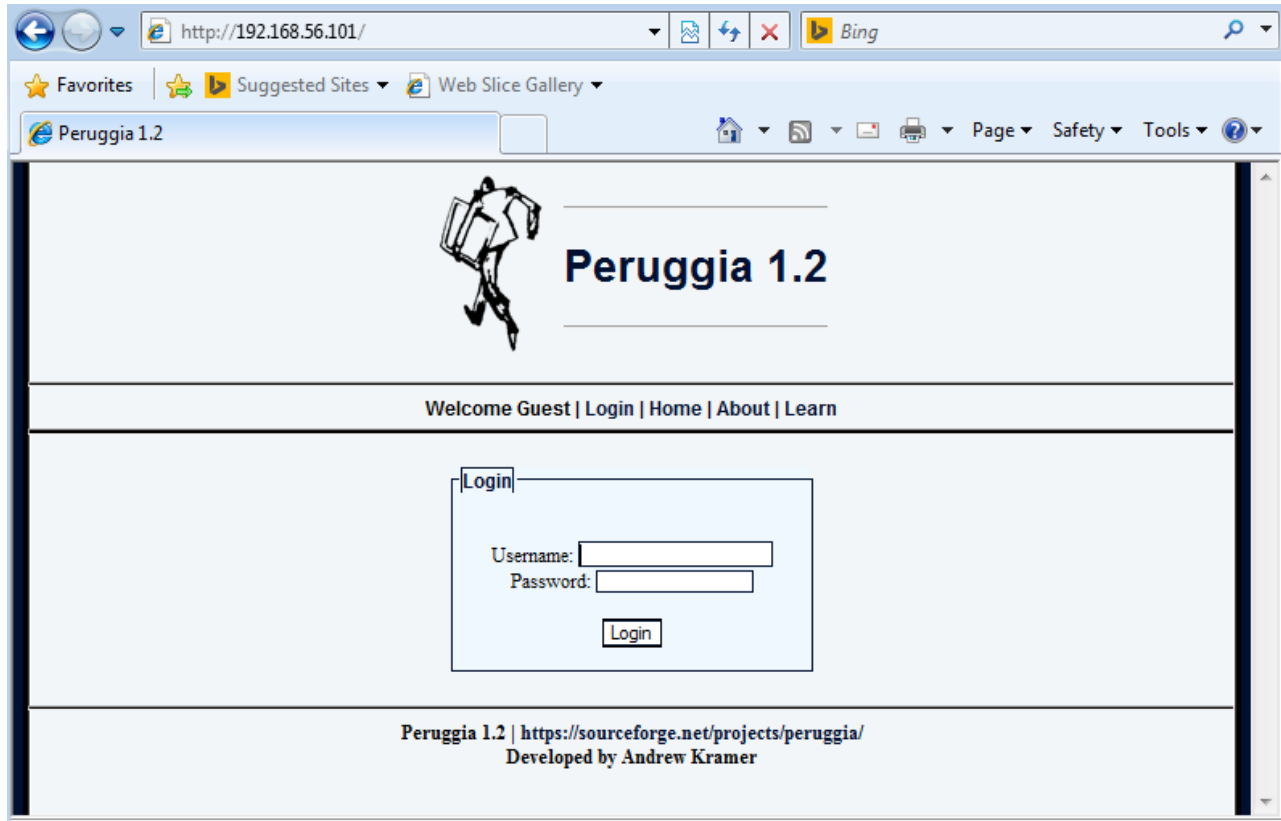 http://192.168.56.101/
Bing
Favorites
Suggested Sites
Web Slice Gallery
Peruggia 1.2
Page
Safety
Tools
Peruggia 1.2
Welcome Guest | Login | Home | About | Learn
Login
Username:
Password:
Login
Peruggia 1.2 | https://sourceforge.net/projects/peruggia/
Developed by Andrew Kramer